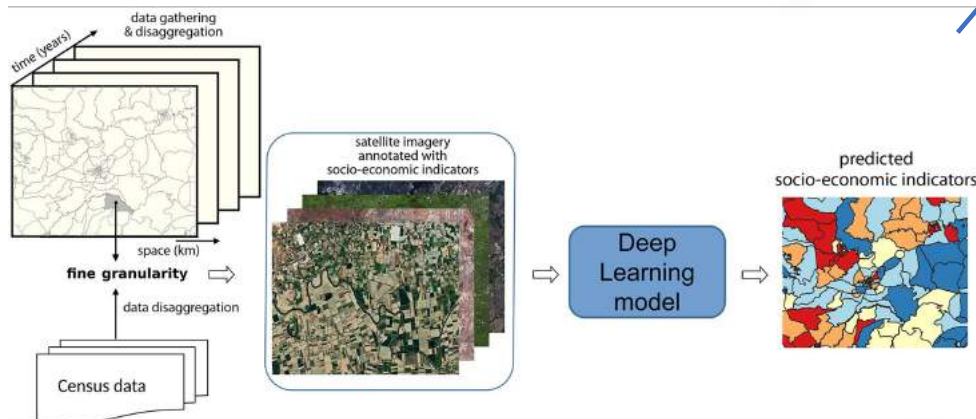 data gathering
& disaggregation
time (years)
space (km)
fine granularity
data disaggregation
Census data
satellite imagery
annotated with
socio-economic indicators
Deep
Learning
model
predicted
socio-economic indicators